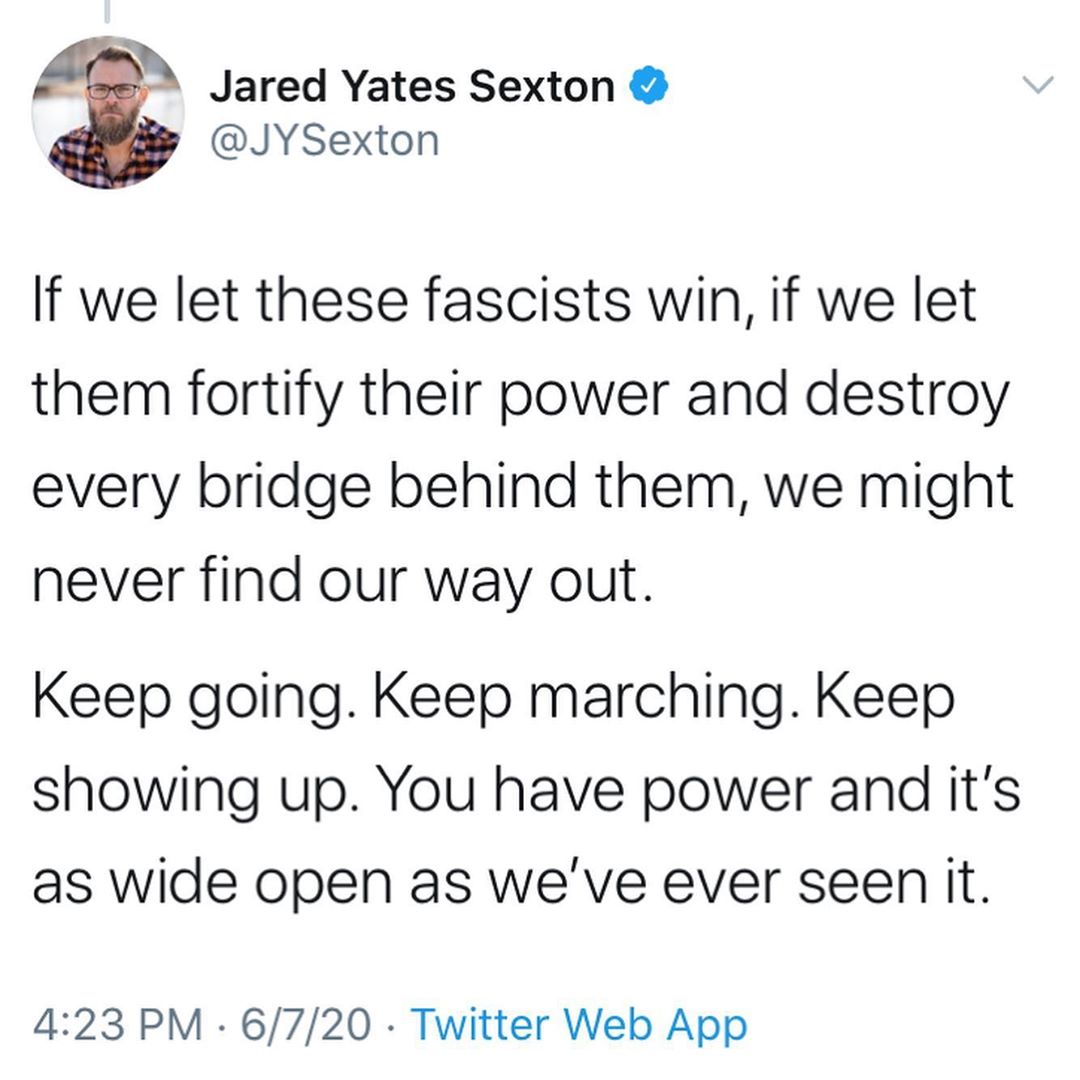 Jared Yates Sexton
@JYSexton
If we let these fascists win, if we let
them fortify their power and destroy
every bridge behind them, we might
never find our way out.
Keep going. Keep marching. Keep
showing up. You have power and it’s
as wide open as we’ve ever seen it.
4:23 PM · 6/7/20 · Twitter Web App